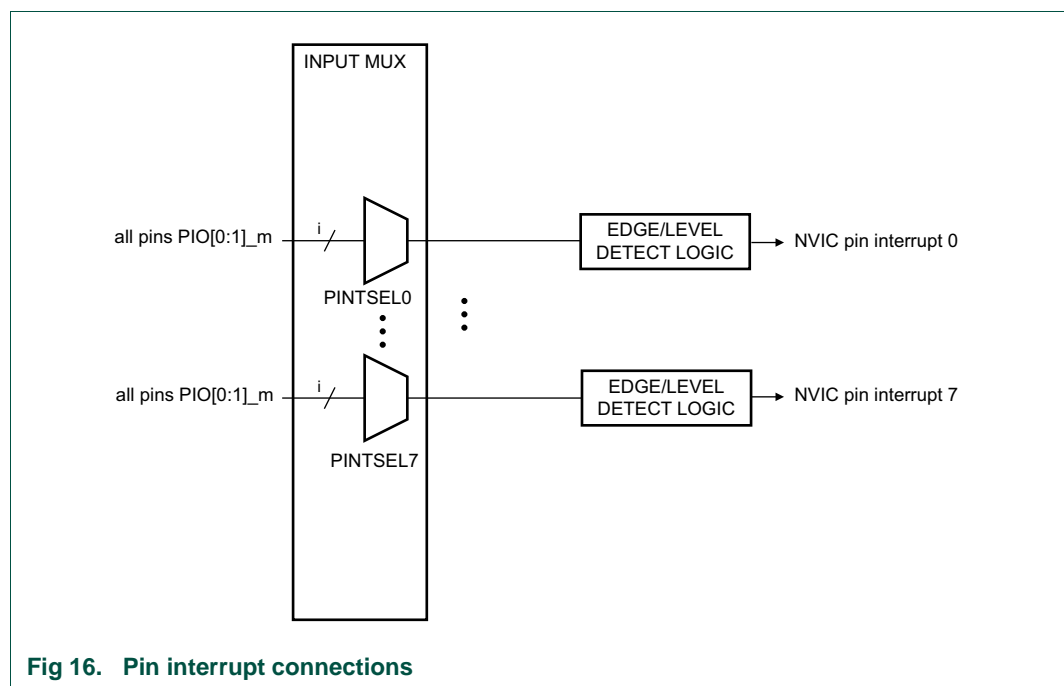 INPUT MUX
all pins PIO[0:1]_m
i
EDGE/LEVEL
DETECT LOGIC
NVIC pin interrupt 0
PINTSEL0
all pins PIO[0:1]_m
i
EDGE/LEVEL
DETECT LOGIC
NVIC pin interrupt 7
PINTSEL7
Fig 16. Pin interrupt connections